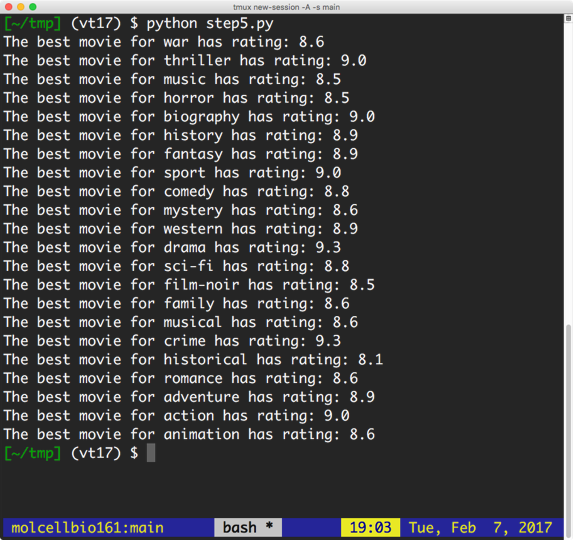 tmux new-session -A -s main
[~/tmp] (vt17) $ python step5.py
The best movie for war has rating: 8.6
The best movie for thriller has rating: 9.0
The best movie for music has rating: 8.5
The best movie for horror has rating: 8.5
The best movie for biography has rating: 9.0
The best movie for history has rating: 8.9
The best movie for fantasy has rating: 8.9
The best movie for sport has rating: 9.0
The best movie for comedy has rating: 8.8
The best movie for mystery has rating: 8.6
The best movie for western has rating: 8.9
The best movie for drama has rating: 9.3
The best movie for sci-fi has rating: 8.8
The best movie for film-noir has rating: 8.5
The best movie for family has rating: 8.6
The best movie for musical has rating: 8.6
The best movie for crime has rating: 9.3
The best movie for historical has rating: 8.1
The best movie for romance has rating: 8.6
The best movie for adventure has rating: 8.9
The best movie for action has rating: 9.0
The best movie for animation has rating: 8.6
[~/tmp] (vt17) $
molcellbio161:main bash * 19:03 Tue, Feb 7, 2017